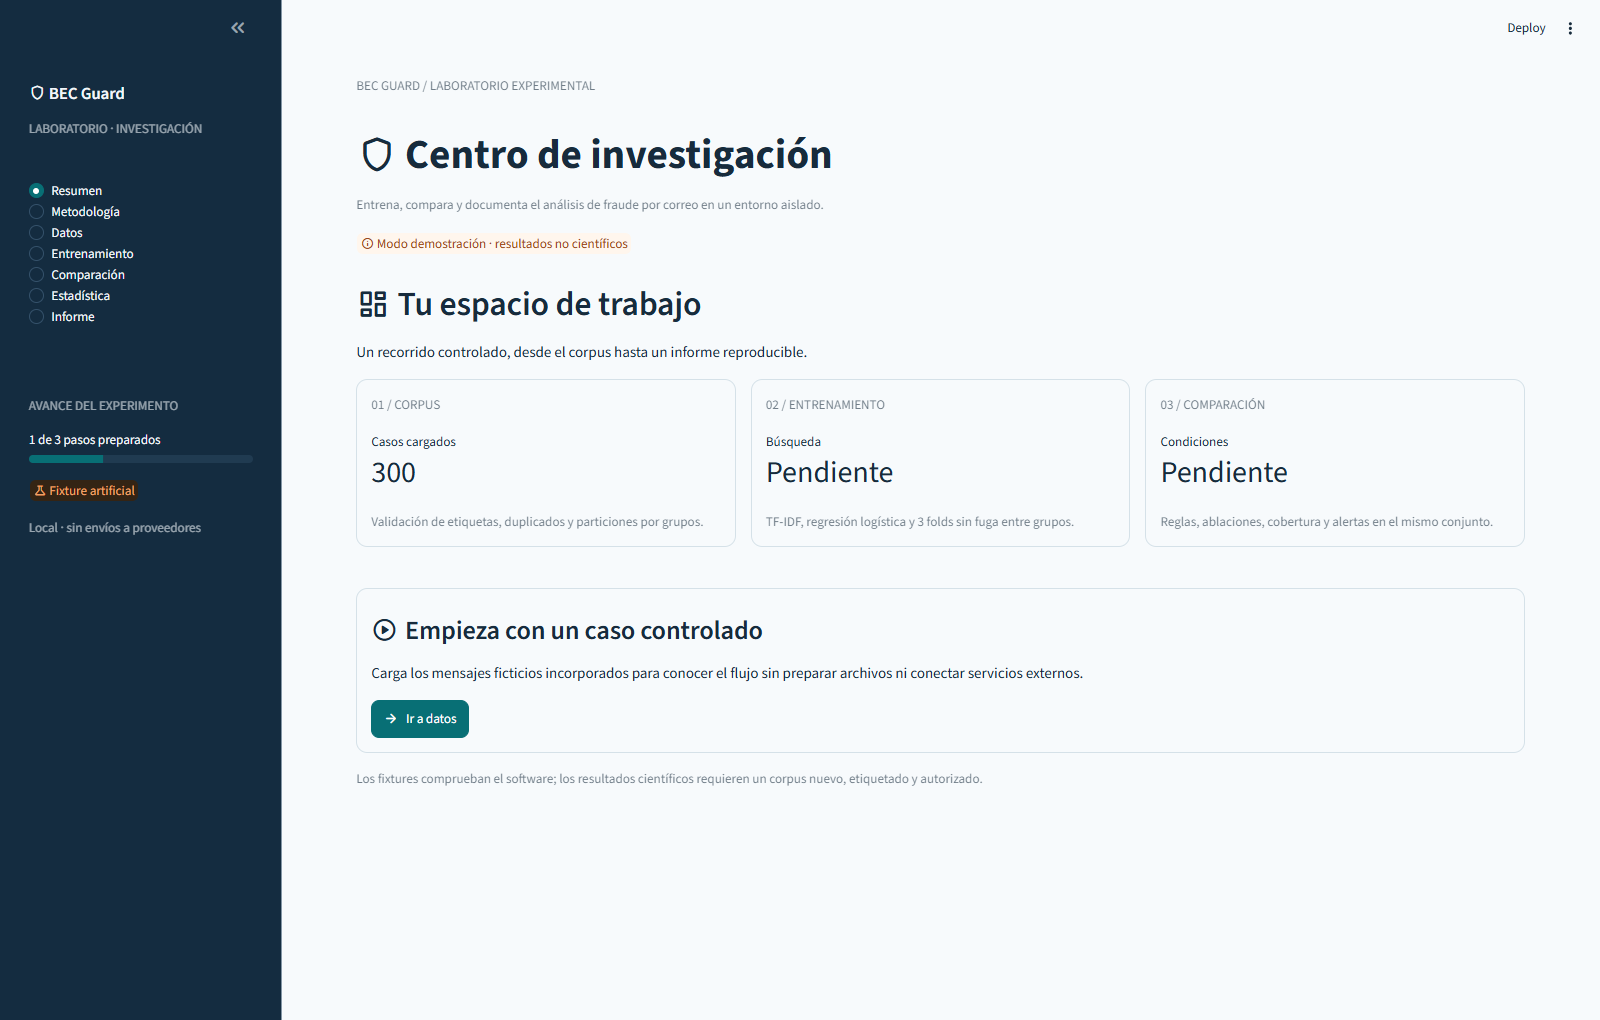 BEC Guard
LABORATORIO · INVESTIGACIÓN
Resumen
Metodología
Datos
Entrenamiento
Comparación
Estadística
Informe
AVANCE DEL EXPERIMENTO
1 de 3 pasos preparados
Fixture artificial
Local · sin envíos a proveedores
Deploy
BEC GUARD / LABORATORIO EXPERIMENTAL
Centro de investigación
Entrena, compara y documenta el análisis de fraude por correo en un entorno aislado.
Modo demostración · resultados no científicos
Tu espacio de trabajo
Un recorrido controlado, desde el corpus hasta un informe reproducible.
01 / CORPUS
Casos cargados
300
Validación de etiquetas, duplicados y particiones por grupos.
02 / ENTRENAMIENTO
Búsqueda
Pendiente
TF-IDF, regresión logística y 3 folds sin fuga entre grupos.
03 / COMPARACIÓN
Condiciones
Pendiente
Reglas, ablaciones, cobertura y alertas en el mismo conjunto.
Empieza con un caso controlado
Carga los mensajes ficticios incorporados para conocer el flujo sin preparar archivos ni conectar servicios externos.
Ir a datos
Los fixtures comprueban el software; los resultados científicos requieren un corpus nuevo, etiquetado y autorizado.